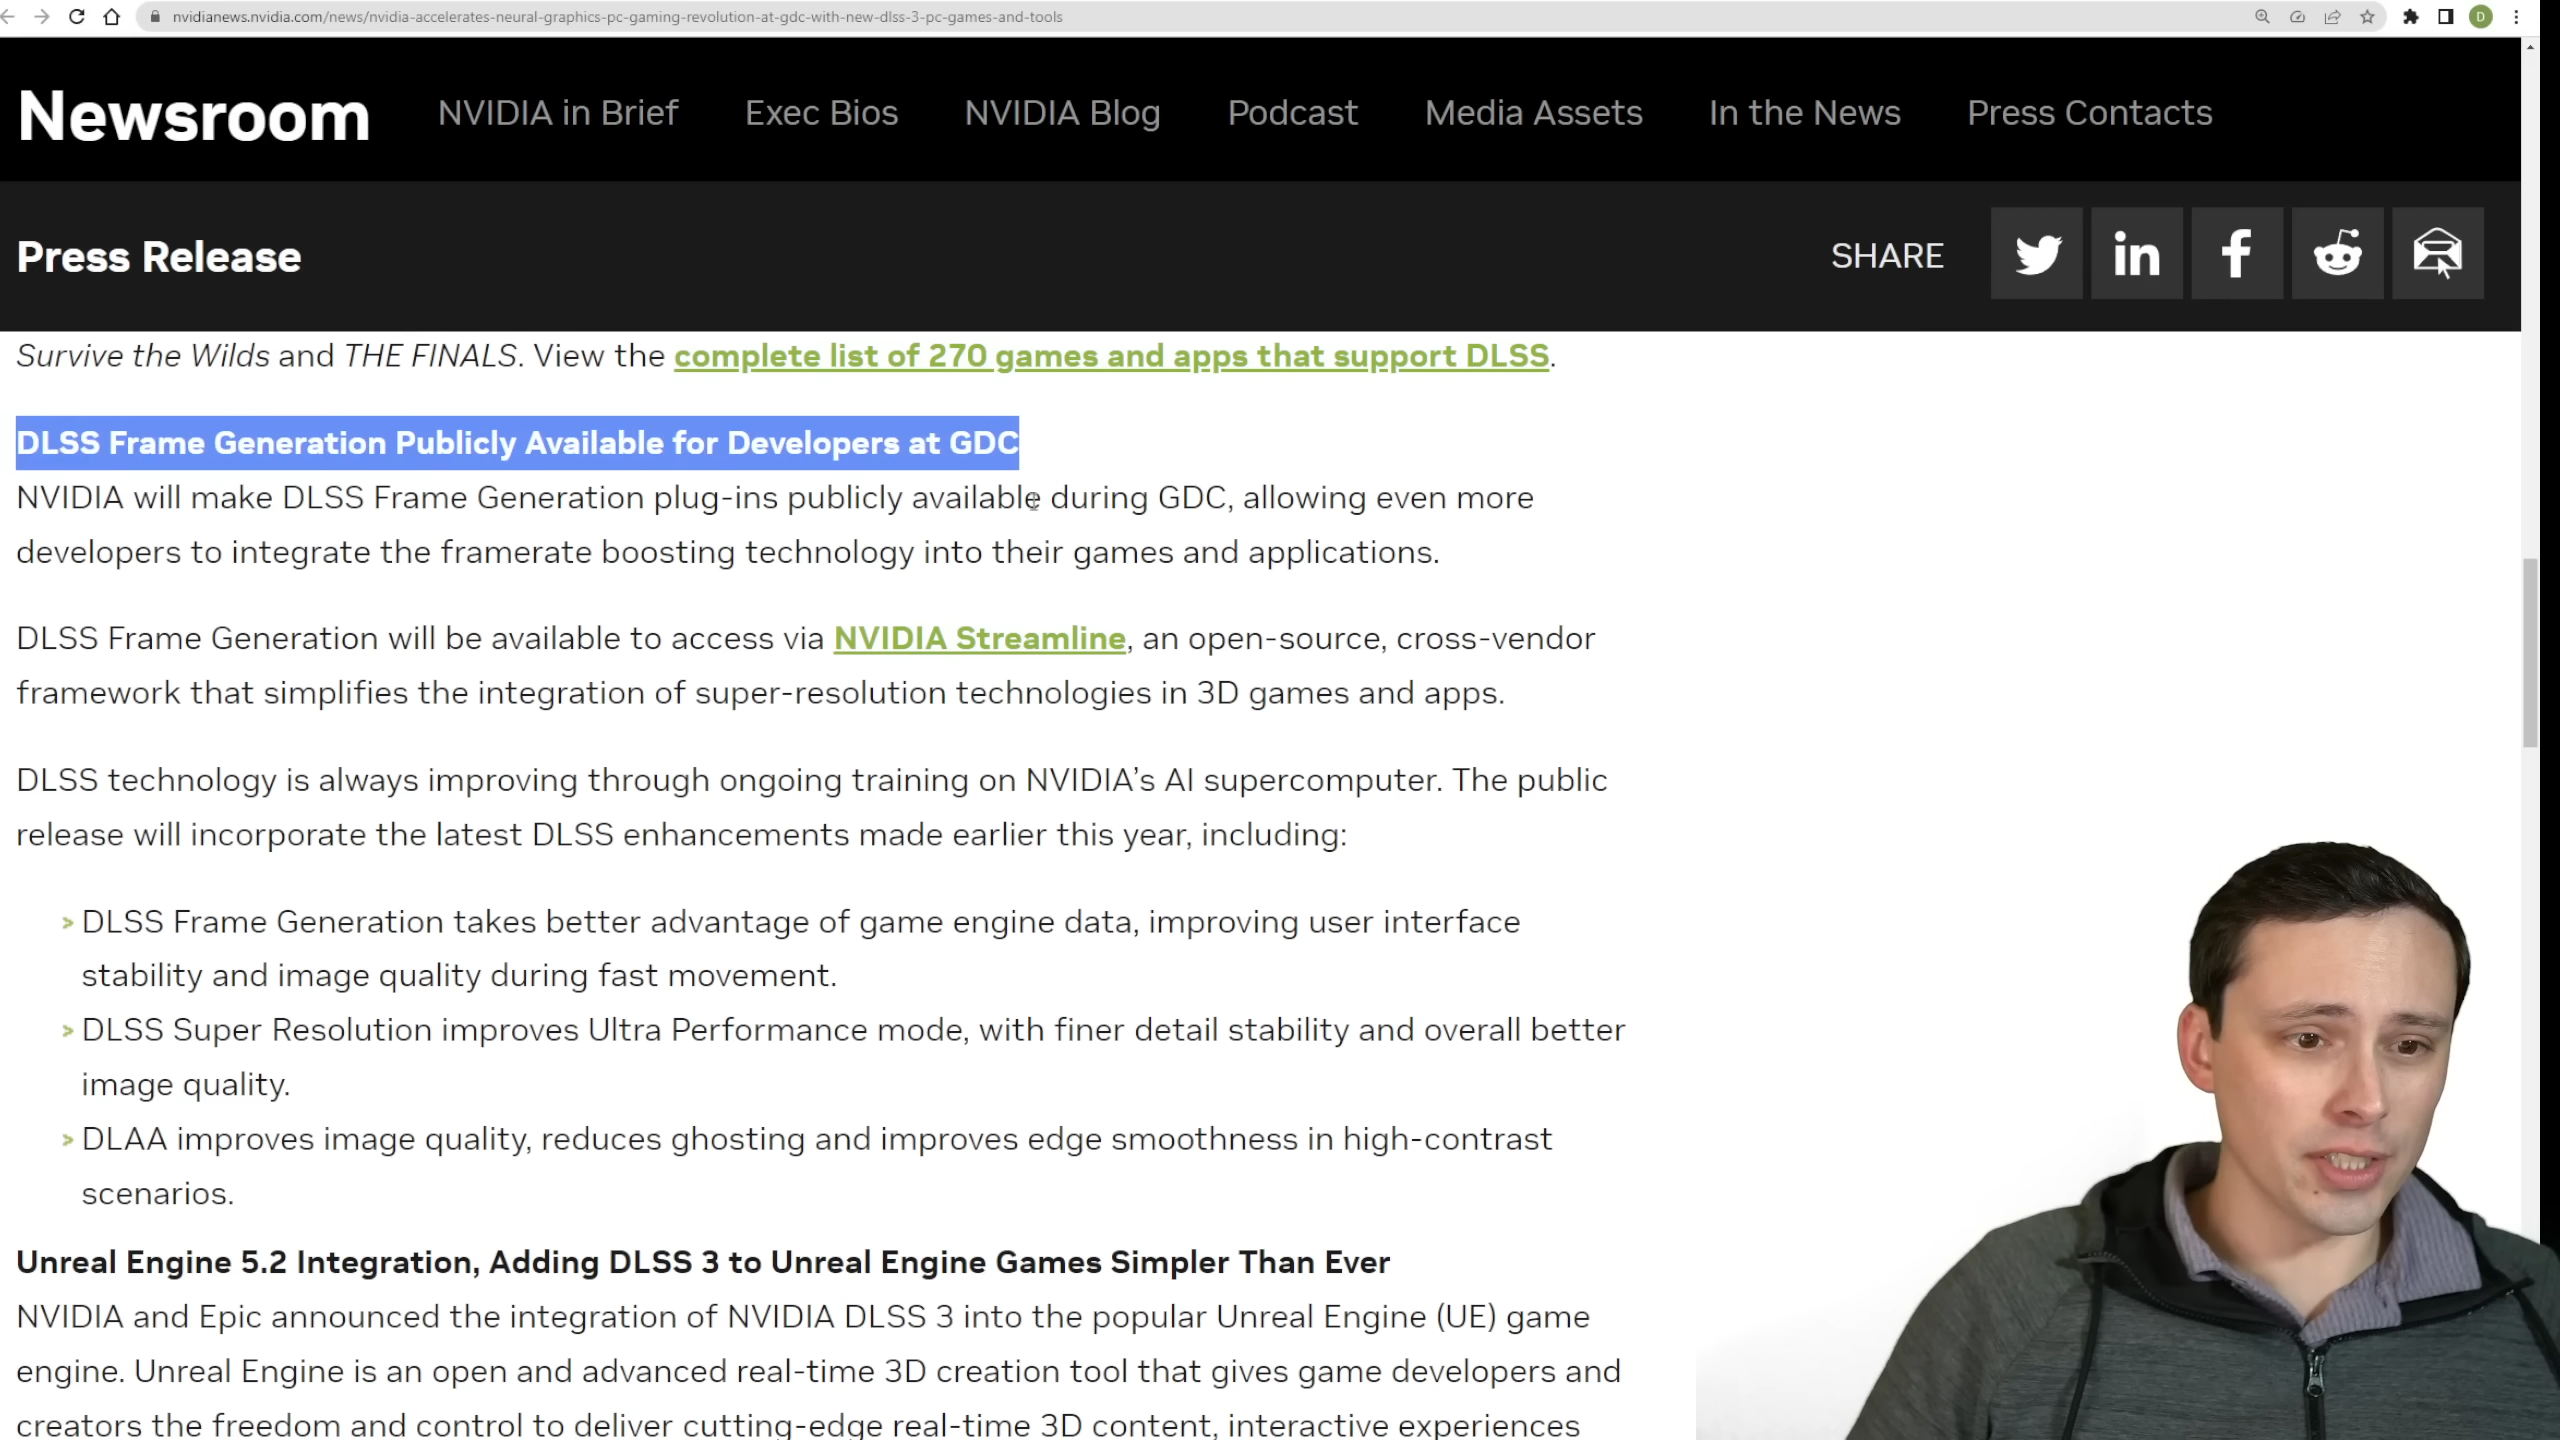 nvidianews.nvidia.com/news/nvidia-accelerates-neural-graphics-pc-gaming-revolution-at-gdc-with-new-dlss-3-pc-games-and-tools
D
Newsroom NVIDIA in Brief Exec Bios NVIDIA Blog Podcast Media Assets In the News Press Contacts
Press Release SHARE
Survive the Wilds and THE FINALS. View the complete list of 270 games and apps that support DLSS.
DLSS Frame Generation Publicly Available for Developers at GDC
NVIDIA will make DLSS Frame Generation plug-ins publicly available during GDC, allowing even more
developers to integrate the framerate boosting technology into their games and applications.
DLSS Frame Generation will be available to access via NVIDIA Streamline, an open-source, cross-vendor
framework that simplifies the integration of super-resolution technologies in 3D games and apps.
DLSS technology is always improving through ongoing training on NVIDIA’s AI supercomputer. The public
release will incorporate the latest DLSS enhancements made earlier this year, including:
> DLSS Frame Generation takes better advantage of game engine data, improving user interface
stability and image quality during fast movement.
> DLSS Super Resolution improves Ultra Performance mode, with finer detail stability and overall better
image quality.
> DLAA improves image quality, reduces ghosting and improves edge smoothness in high-contrast
scenarios.
Unreal Engine 5.2 Integration, Adding DLSS 3 to Unreal Engine Games Simpler Than Ever
NVIDIA and Epic announced the integration of NVIDIA DLSS 3 into the popular Unreal Engine (UE) game
engine. Unreal Engine is an open and advanced real-time 3D creation tool that gives game developers and
creators the freedom and control to deliver cutting-edge real-time 3D content, interactive experiences